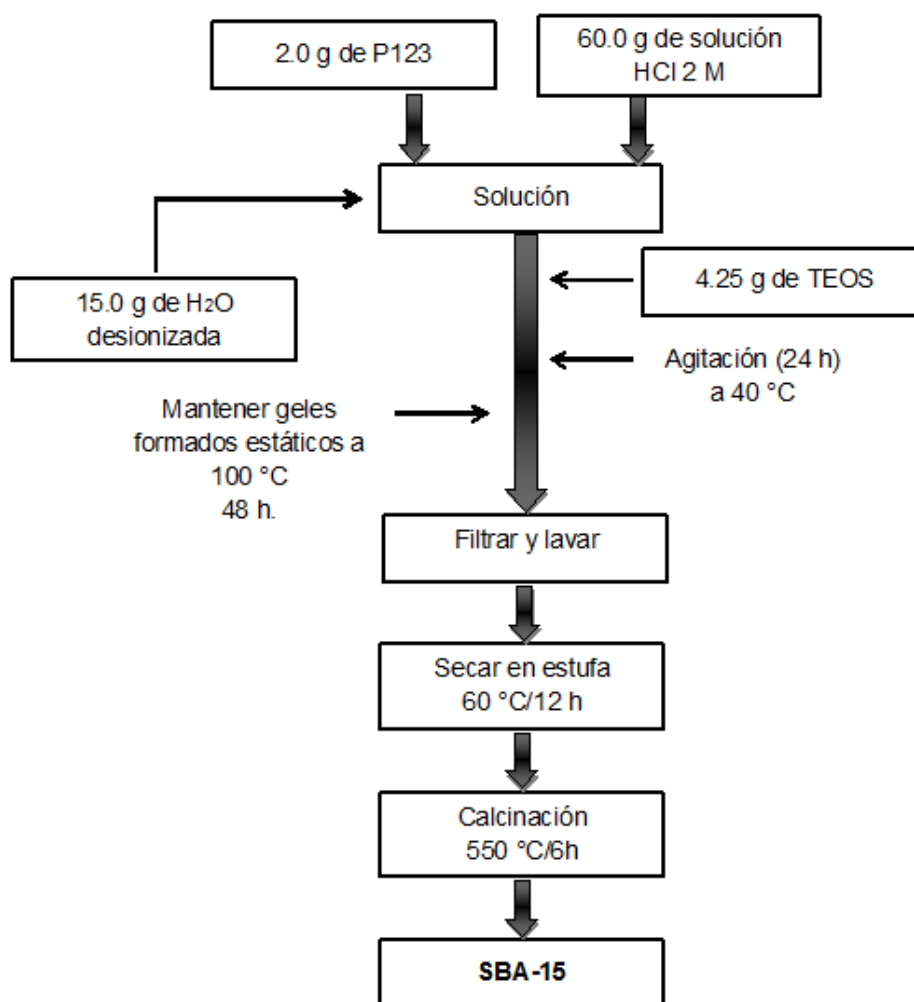 2.0 g de P123
60.0 g de solución
HCl 2 M
Solución
15.0 g de H₂O
desionizada
4.25 g de TEOS
Agitación (24 h)
a 40 °C
Mantener geles
formados estáticos a
100 °C
48 h.
Filtrar y lavar
Secar en estufa
60 °C/12 h
Calcinación
550 °C/6h
SBA-15